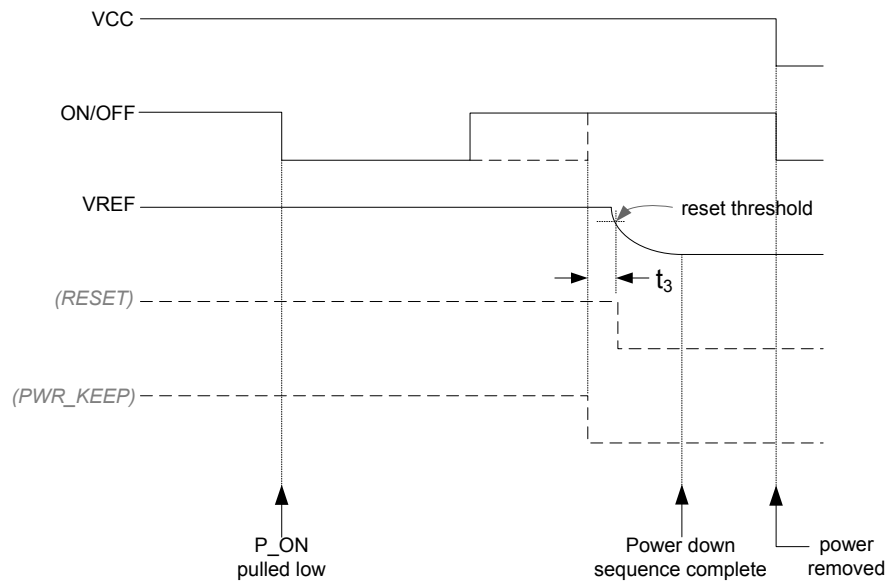 VCC
ON/OFF
VREF
reset threshold
t₃
(RESET)
(PWR_KEEP)
P_ON
pulled low
Power down
sequence complete
power
removed